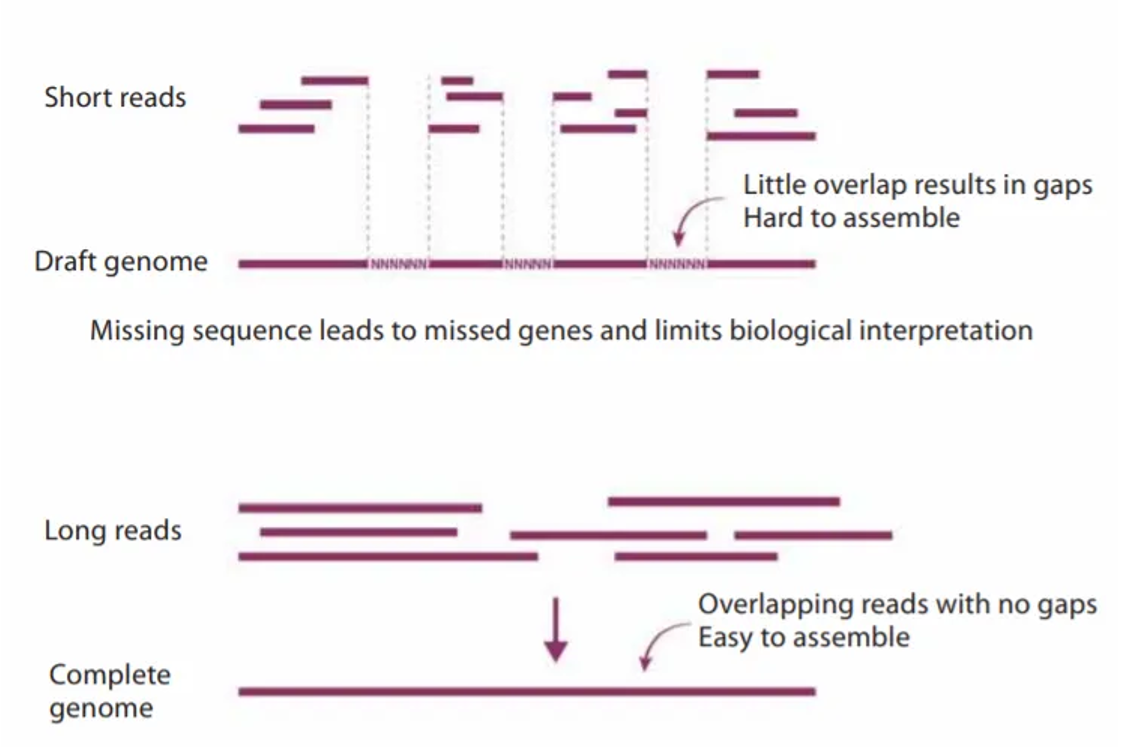 Short reads
Little overlap results in gaps
Hard to assemble
Draft genome
NNNNNN
NNNNN
NNNNNN
Missing sequence leads to missed genes and limits biological interpretation
Long reads
Overlapping reads with no gaps
Easy to assemble
Complete
genome